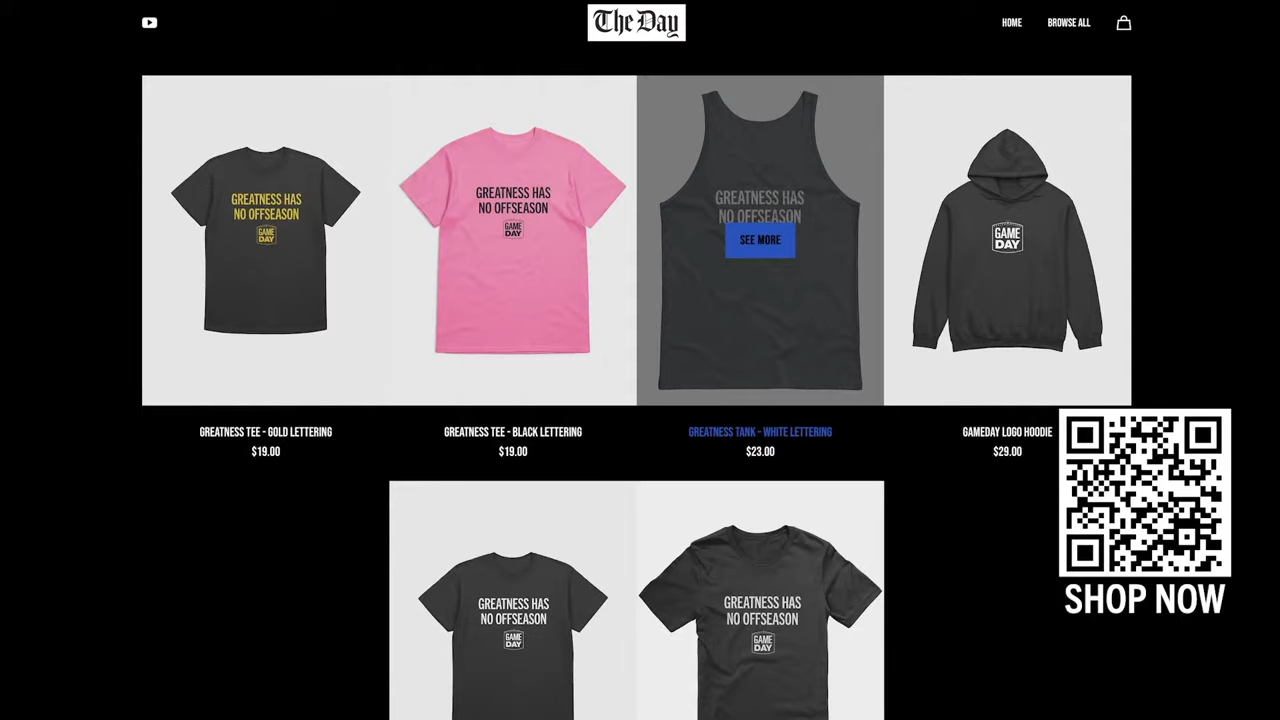 The Day
HOME
BROWSE ALL
GREATNESS HAS
NO OFFSEASON
GAME
DAY
GREATNESS HAS
NO OFFSEASON
GAME
DAY
GREATNESS HAS
NO OFFSEASON
SEE MORE
GAME
DAY
GREATNESS TEE - GOLD LETTERING
$19.00
GREATNESS TEE - BLACK LETTERING
$19.00
GREATNESS TANK - WHITE LETTERING
$23.00
GAMEDAY LOGO HOODIE
$29.00
GREATNESS HAS
NO OFFSEASON
GAME
DAY
GREATNESS HAS
NO OFFSEASON
GAME
DAY
SHOP NOW